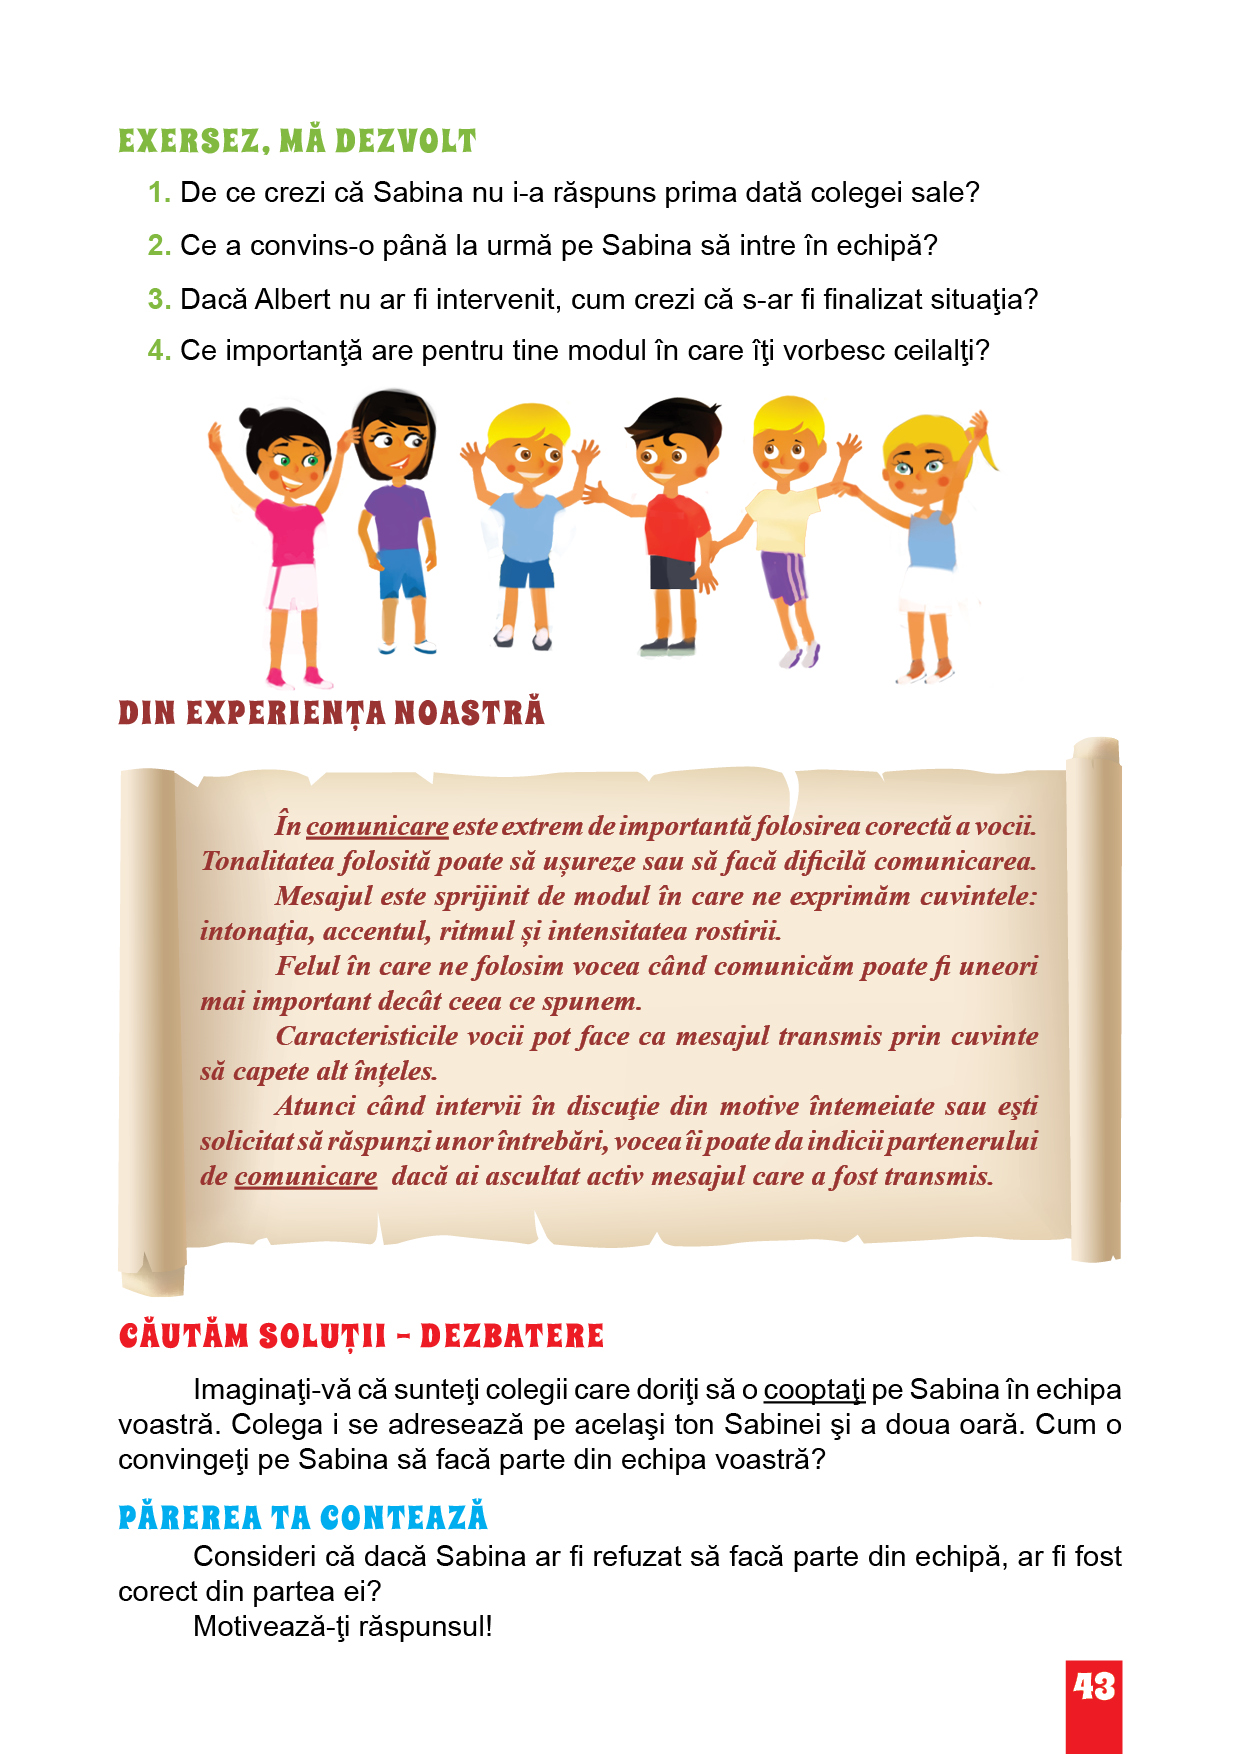 EXERSEZ, MĂ DEZVOLT
1. De ce crezi că Sabina nu i-a răspuns prima dată colegei sale?
2. Ce a convins-o până la urmă pe Sabina să intre în echipă?
3. Dacă Albert nu ar fi intervenit, cum crezi că s-ar fi finalizat situaţia?
4. Ce importanţă are pentru tine modul în care îţi vorbesc ceilalţi?
DIN EXPERIENȚA NOASTRĂ
În comunicare este extrem de importantă folosirea corectă a vocii.
Tonalitatea folosită poate să ușureze sau să facă dificilă comunicarea.
Mesajul este sprijinit de modul în care ne exprimăm cuvintele:
intonaţia, accentul, ritmul și intensitatea rostirii.
Felul în care ne folosim vocea când comunicăm poate fi uneori
mai important decât ceea ce spunem.
Caracteristicile vocii pot face ca mesajul transmis prin cuvinte
să capete alt înțeles.
Atunci când intervii în discuţie din motive întemeiate sau eşti
solicitat să răspunzi unor întrebări, vocea îi poate da indicii partenerului
de comunicare dacă ai ascultat activ mesajul care a fost transmis.
CĂUTĂM SOLUȚII – DEZBATERE
Imaginaţi-vă că sunteţi colegii care doriţi să o cooptaţi pe Sabina în echipa
voastră. Colega i se adresează pe acelaşi ton Sabinei şi a doua oară. Cum o
convingeţi pe Sabina să facă parte din echipa voastră?
PĂREREA TA CONTEAZĂ
Consideri că dacă Sabina ar fi refuzat să facă parte din echipă, ar fi fost
corect din partea ei?
Motivează-ţi răspunsul!
43